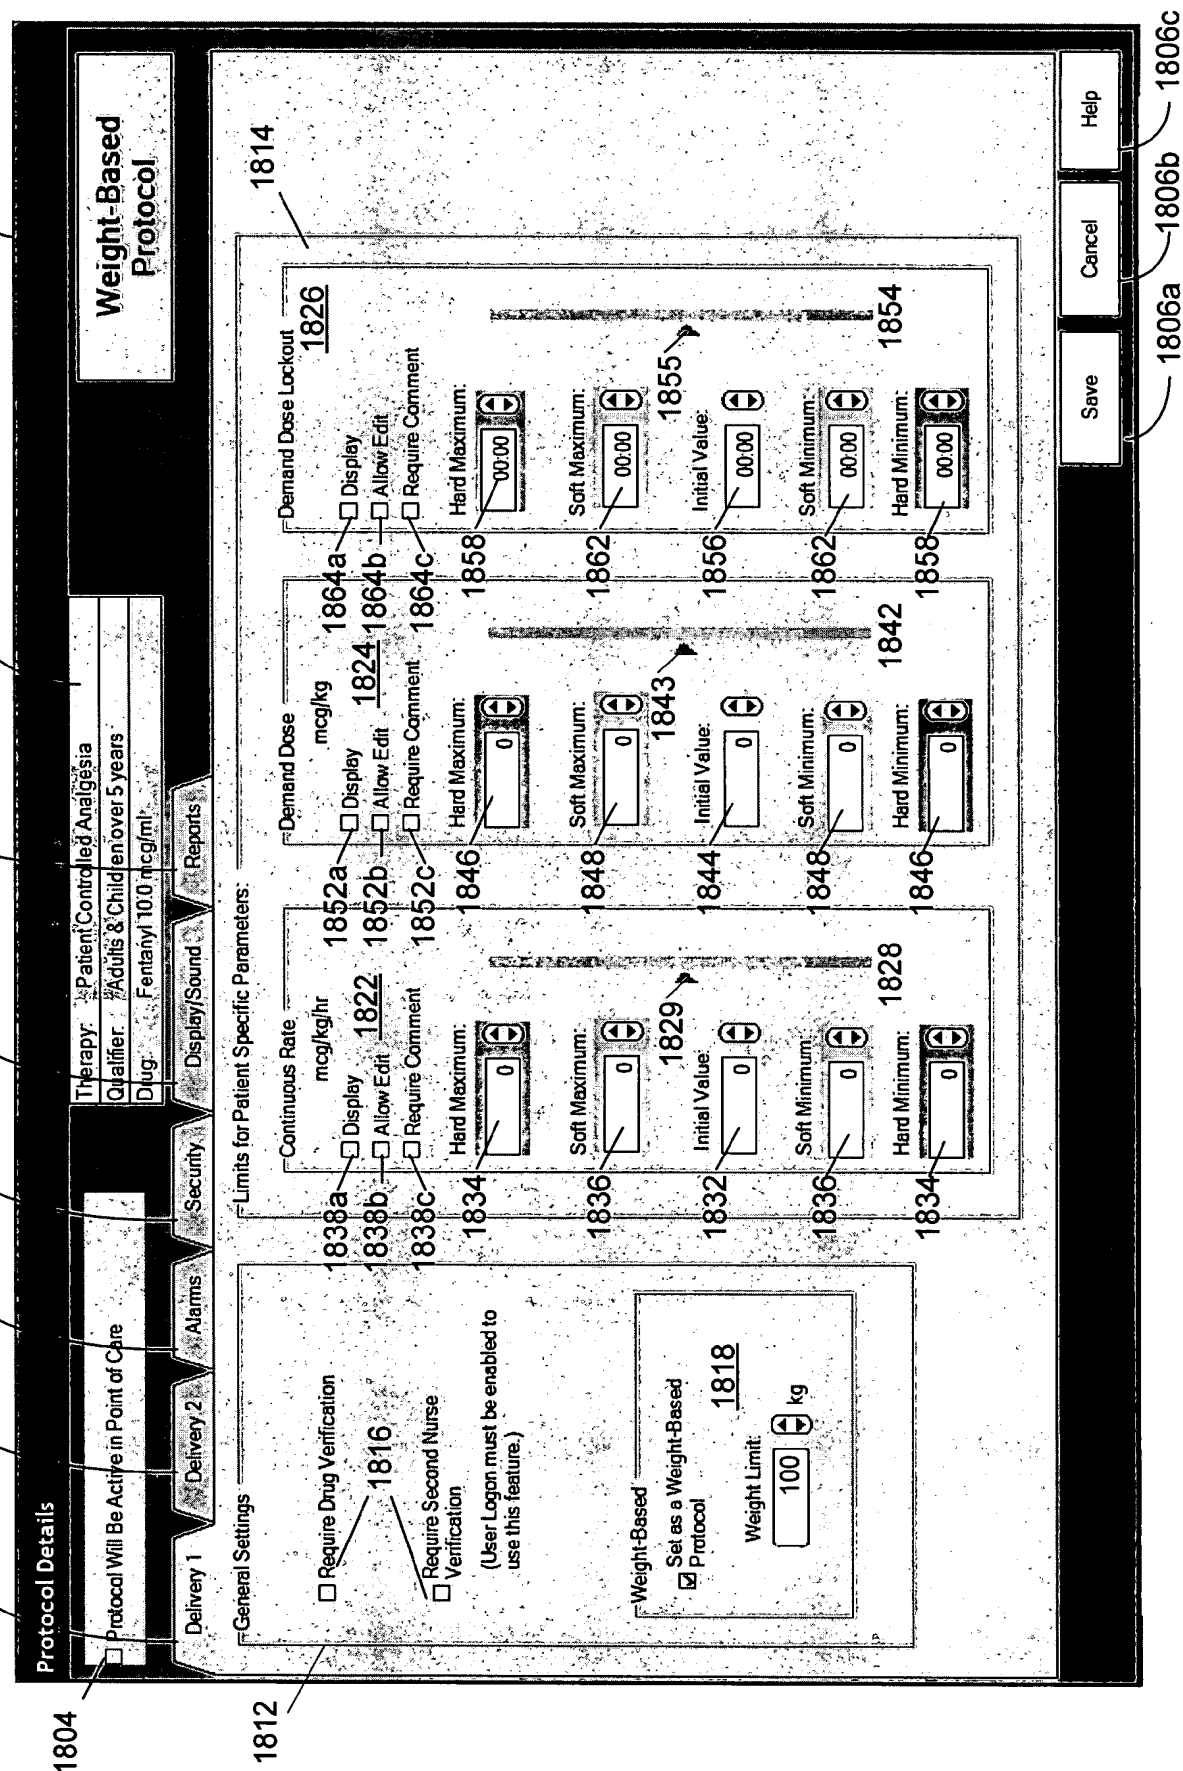 Protocol Details
1804
Protocol Will Be Active in Point of Care
Therapy: Patient Controlled Analgesia
Qualifier: Adults & Children over 5 years
Drug: Fentanyl 10.0 mcg/ml
Weight-Based
Protocol
Delivery 1
Delivery 2
Alarms
Security
Display/Sound
Reports
1812
General Settings
Require Drug Verification
1816
Require Second Nurse
Verification
(User Logon must be enabled to
use this feature.)
Weight-Based
Set as a Weight-Based
Protocol
1818
Weight Limit:
100 kg
Limits for Patient Specific Parameters:
1814
Continuous Rate
mcg/kg/hr
1838a Display 1822
1838b Allow Edit
1838c Require Comment
Hard Maximum:
1834 0
Soft Maximum:
1836 0
1829
Initial Value:
1832 0
Soft Minimum:
1836 0
Hard Minimum:
1834 0
1828
Demand Dose
mcg/kg
1852a Display 1824
1852b Allow Edit
1852c Require Comment
Hard Maximum:
1846 0
Soft Maximum:
1848 0
1843
Initial Value:
1844 0
Soft Minimum:
1848 0
Hard Minimum:
1846 0
1842
Demand Dose Lockout
1826
1864a Display
1864b Allow Edit
1864c Require Comment
Hard Maximum:
1858 00:00
Soft Maximum:
1862 00:00
1855
Initial Value:
1856 00:00
Soft Minimum:
1862 00:00
Hard Minimum:
1858 00:00
1854
Save
Cancel
Help
1806a
1806b
1806c